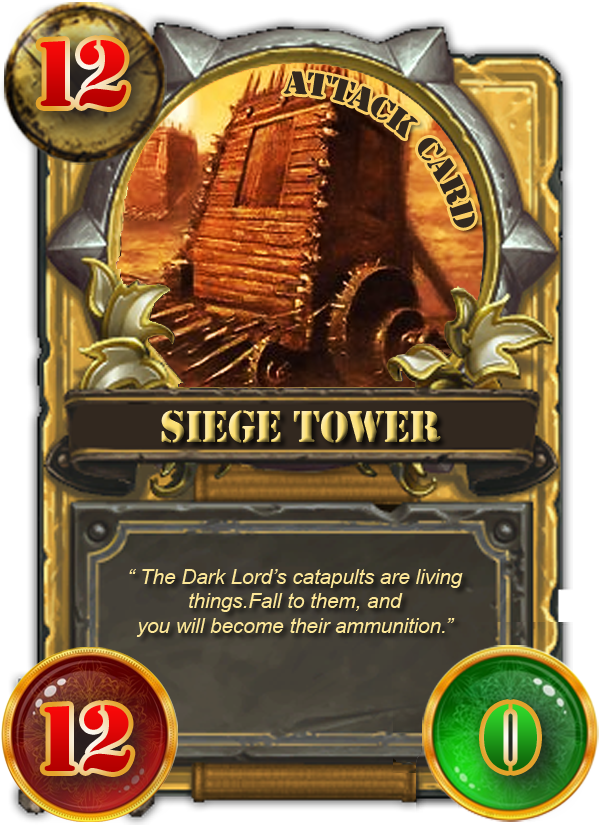 12
ATTACK CARD
SIEGE TOWER
“ The Dark Lord’s catapults are living
things.Fall to them, and
you will become their ammunition.”
12
0